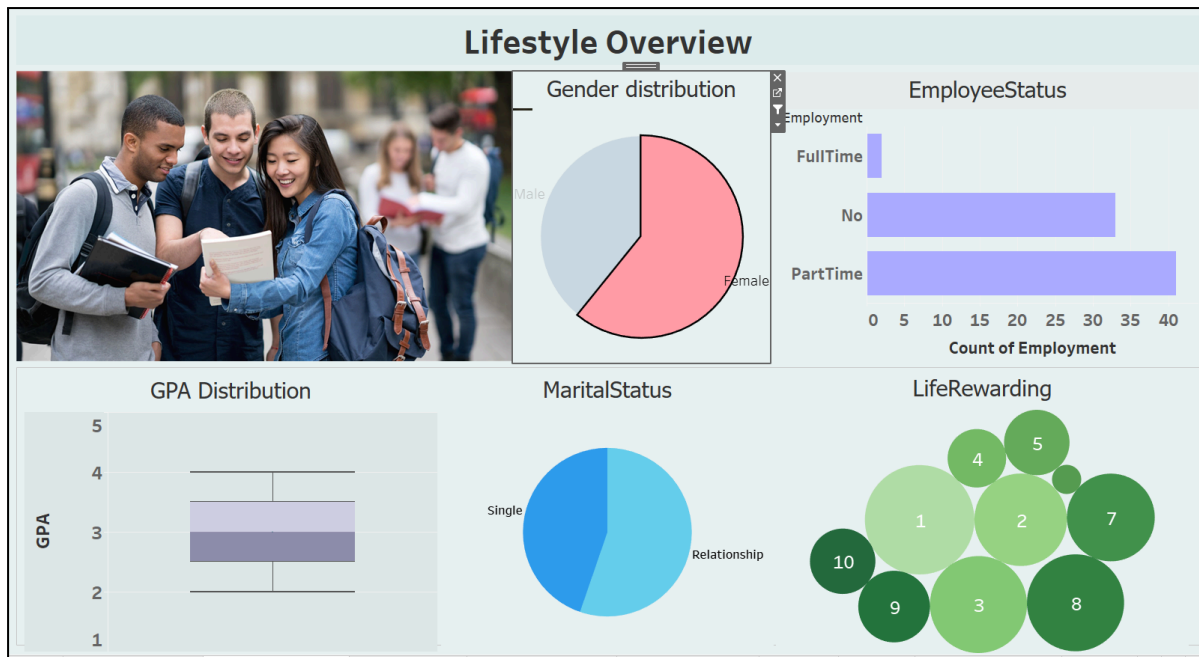 Lifestyle Overview
Gender distribution
Male
Female
EmployeeStatus
Employment
FullTime
No
PartTime
0 5 10 15 20 25 30 35 40
Count of Employment
GPA Distribution
5
4
3
2
1
GPA
MaritalStatus
Single
Relationship
LifeRewarding
5
4
1
2
7
10
9
3
8